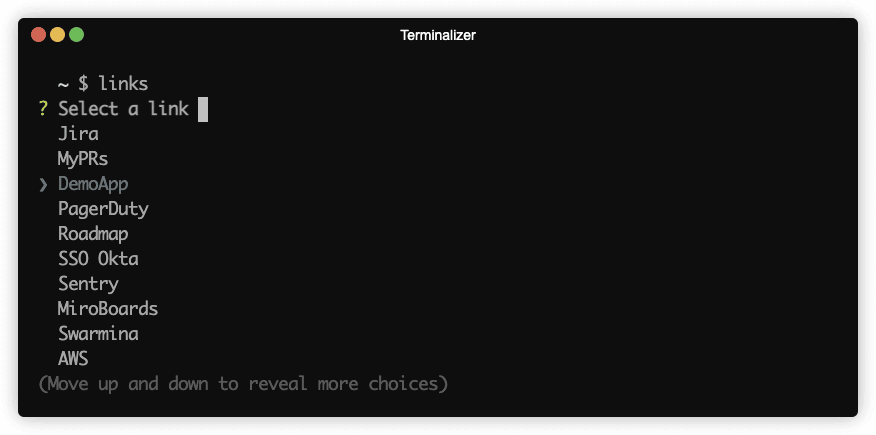 Terminalizer
~ $ links
? Select a link
Jira
MyPRs
❯ DemoApp
PagerDuty
Roadmap
SSO Okta
Sentry
MiroBoards
Swarmina
AWS
(Move up and down to reveal more choices)